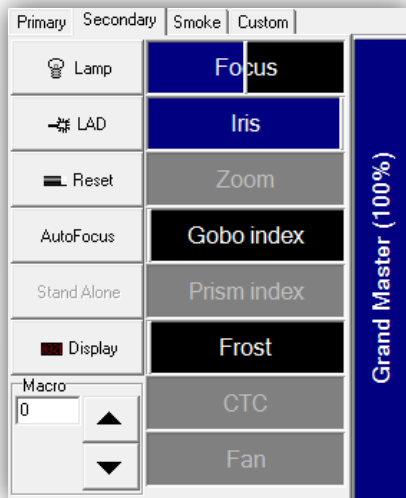 Primary Secondary Smoke Custom
Lamp
Focus
LAD
Iris
Reset
Zoom
AutoFocus
Gobo index
Stand Alone
Prism index
Display
Frost
Macro
0
CTC
Fan
Grand Master (100%)